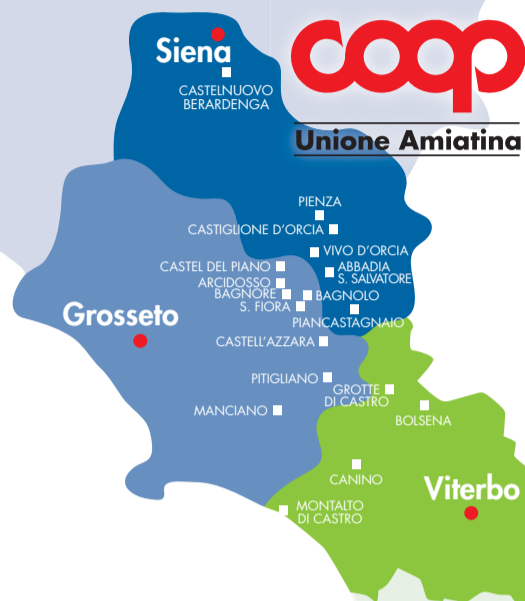 coop
Unione Amiatina
Siena
CASTELNUOVO
BERARDENGA
PIENZA
CASTIGLIONE D'ORCIA
VIVO D'ORCIA
CASTEL DEL PIANO
ABBADIA
S. SALVATORE
ARCIDOSSO
BAGNORE
BAGNOLO
S. FIORA
Grosseto
PIANCASTAGNAIO
CASTELL'AZZARA
PITIGLIANO
GROTTE
DI CASTRO
MANCIANO
BOLSENA
CANINO
Viterbo
MONTALTO
DI CASTRO